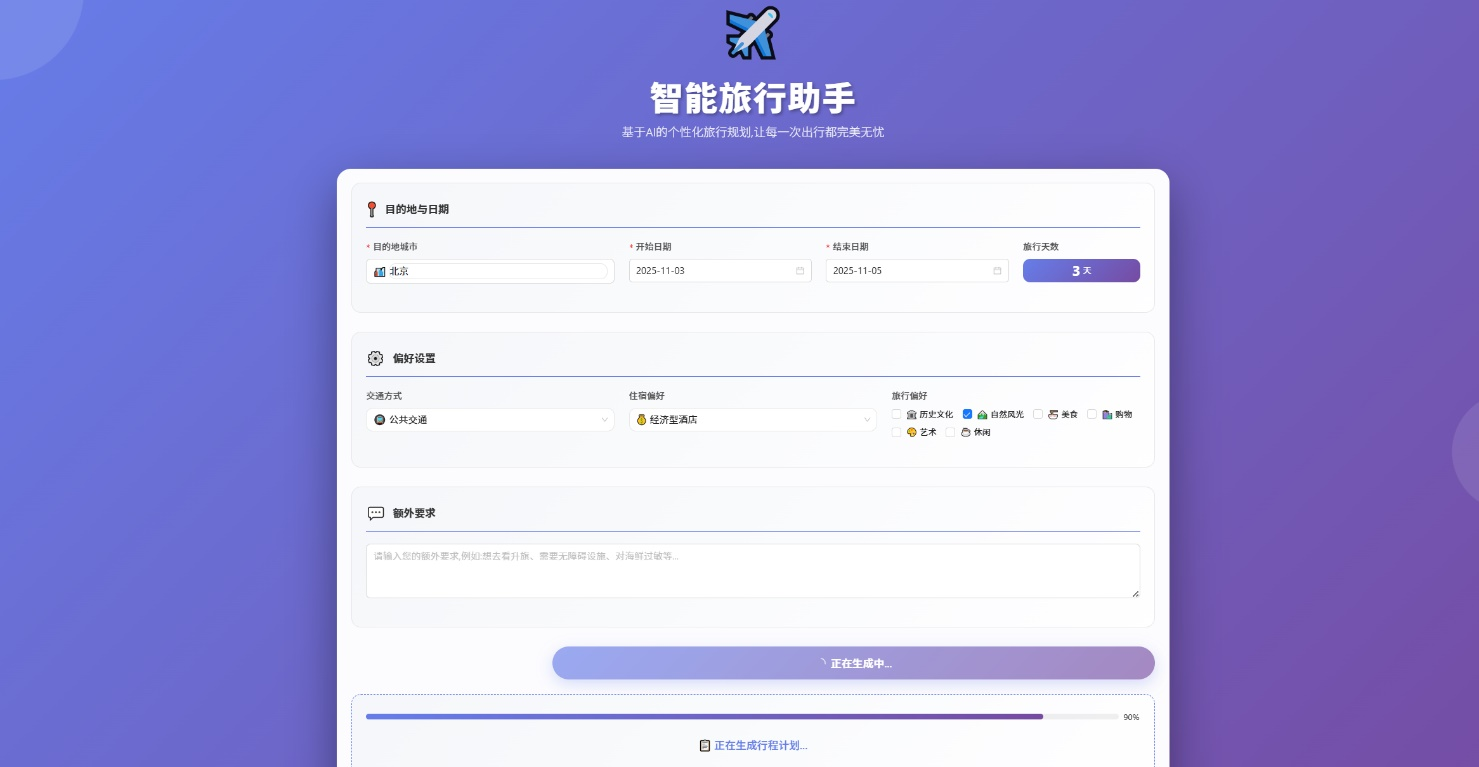 智能旅行助手
基于AI的个性化旅行规划,让每一次出行都完美无忧
目的地与日期
* 目的地城市
* 开始日期
* 结束日期
旅行天数
北京
2025-11-03
2025-11-05
3 天
偏好设置
交通方式
住宿偏好
旅行偏好
公共交通
经济型酒店
历史文化 自然风光 美食 购物
艺术 休闲
额外要求
请输入您的额外要求,例如:想去看升旗、需要无障碍设施、对海鲜过敏等...
正在生成中...
90%
正在生成行程计划...